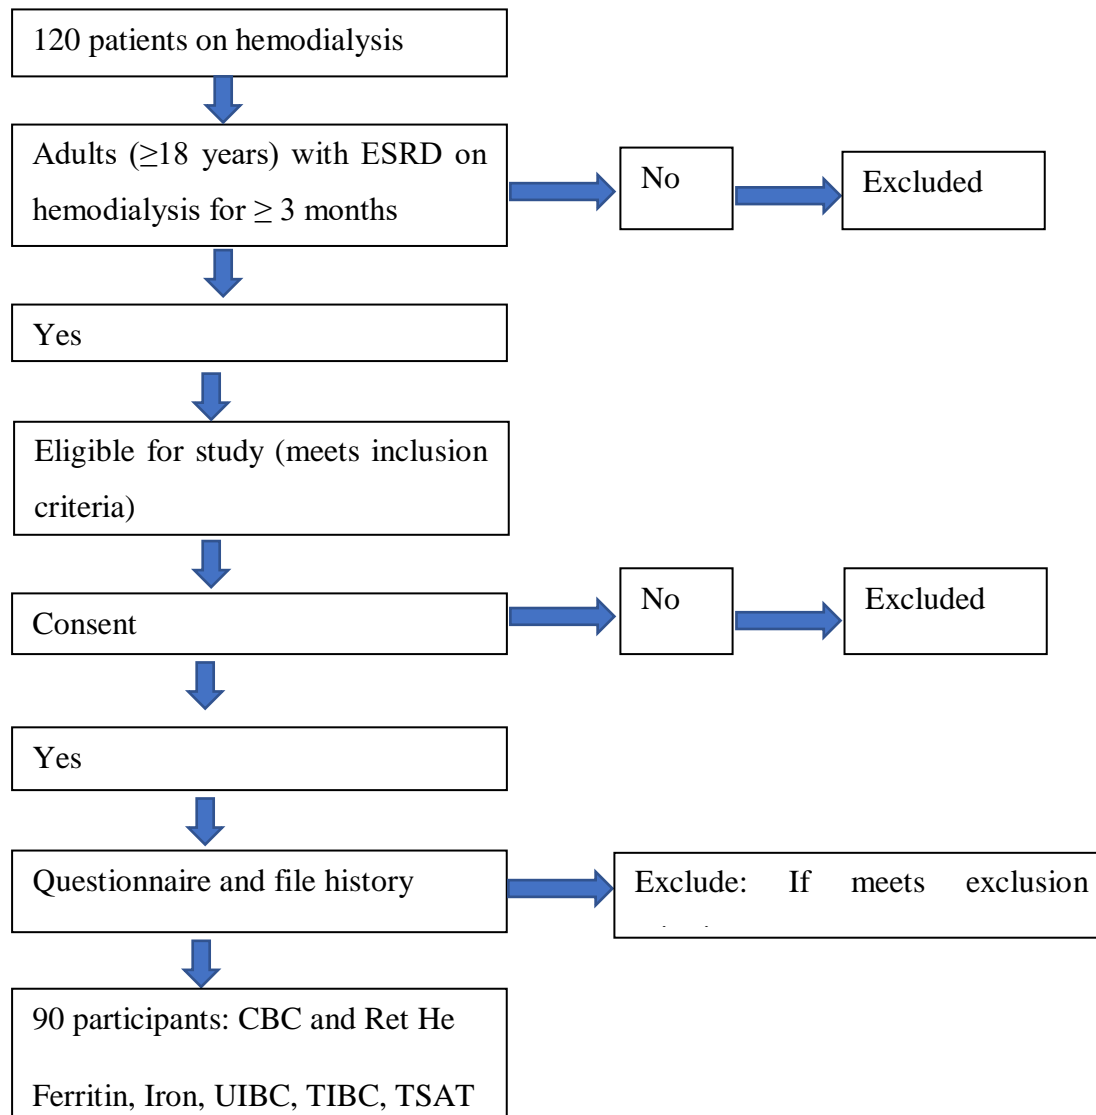 120 patients on hemodialysis
Adults (≥18 years) with ESRD on
hemodialysis for ≥ 3 months
No
Excluded
Yes
Eligible for study (meets inclusion
criteria)
Consent
No
Excluded
Yes
Questionnaire and file history
Exclude: If meets exclusion
90 participants: CBC and Ret He
Ferritin, Iron, UIBC, TIBC, TSAT